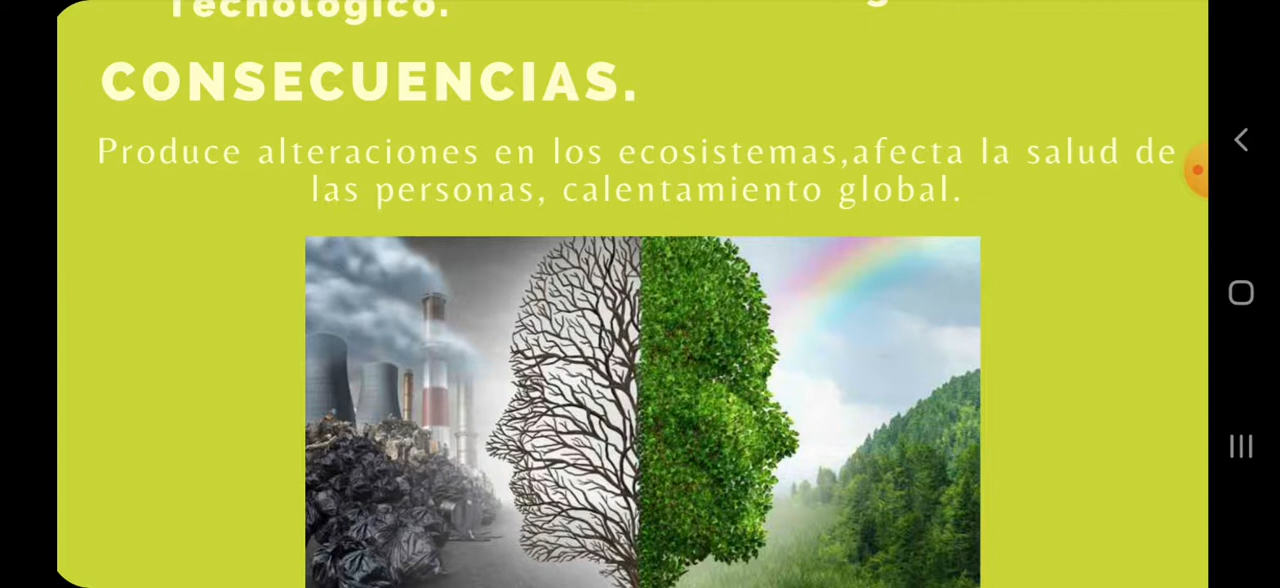 Tecnológico.
CONSECUENCIAS.
Produce alteraciones en los ecosistemas,afecta la salud de
las personas, calentamiento global.